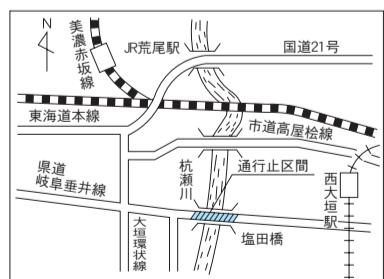 N
美濃赤坂線
JR荒尾駅
国道21号
東海道本線
市道高屋桧線
県道
岐阜垂井線
杭瀬川
通行止区間
西大垣駅
大垣環状線
塩田橋